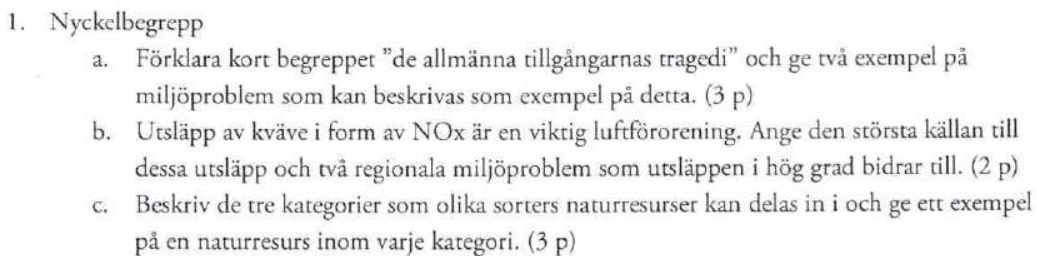 1. Nyckelbegrepp
a. Förklara kort begreppet ”de allmänna tillgångarnas tragedi” och ge två exempel på
miljöproblem som kan beskrivas som exempel på detta. (3 p)
b. Utsläpp av kväve i form av NOx är en viktig luftförorening. Ange den största källan till
dessa utsläpp och två regionala miljöproblem som utsläppen i hög grad bidrar till. (2 p)
c. Beskriv de tre kategorier som olika sorters naturresurser kan delas in i och ge ett exempel
på en naturresurs inom varje kategori. (3 p)